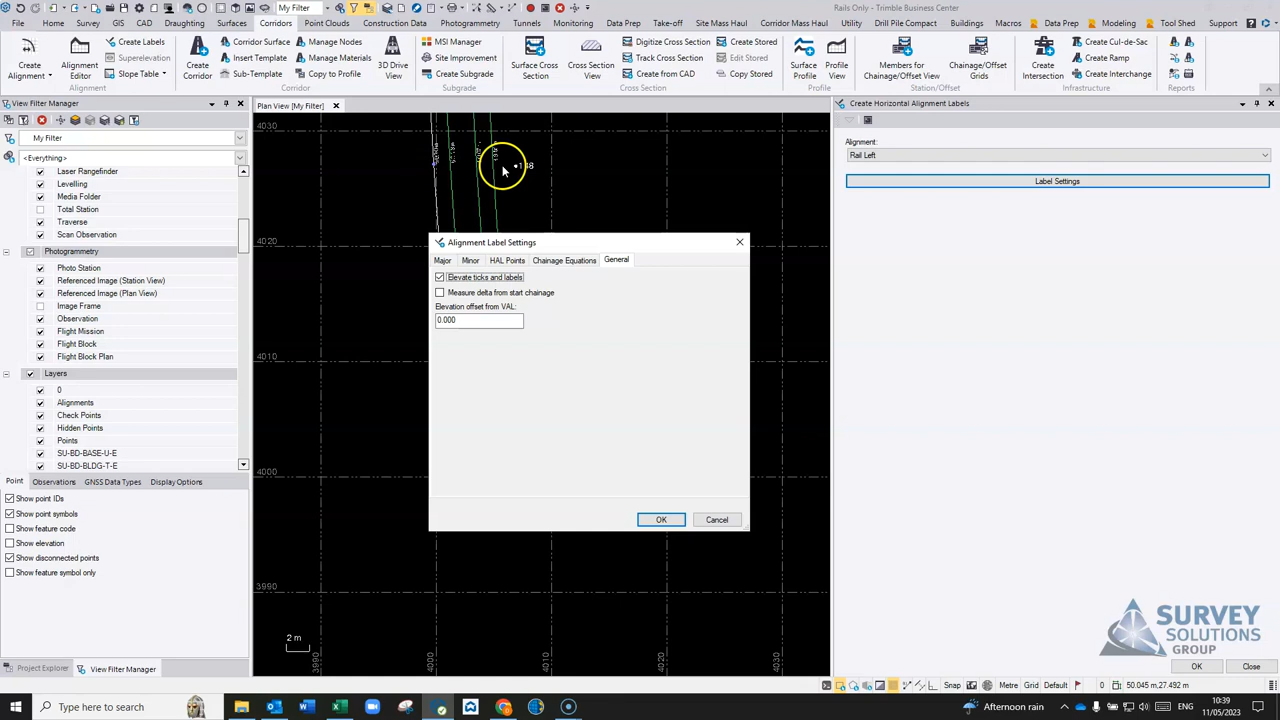 My Filter
Rails Only - Trimble Business Center
File Home Survey GIS CAD Draughting Surfaces Corridors Point Clouds Construction Data Photogrammetry Tunnels Monitoring Data Prep Take-off Site Mass Haul Corridor Mass Haul Utility Drill Pile Compact Buildings Macros Data Prep Modeling Tool Shed Support
Create Alignment
Alignment Editor
Create Labels
Superelevation
Slope Table
Alignment
Create Corridor
Corridor Surface
Insert Template
Sub-Template
Manage Nodes
Manage Materials
Copy to Profile
3D Drive View
Corridor
MSI Manager
Site Improvement
Create Subgrade
Subgrade
Surface Cross Section
Cross Section View
Digitize Cross Section
Track Cross Section
Create from CAD
Create Stored
Edit Stored
Copy Stored
Cross Section
Surface Profile
Profile View
Profile
Members for Chainage/Offset View
Chainage/Offset Grids
Station/Offset
Create Intersection
Create Cul-de-Sac
Create Ramp
Create Interchange
Infrastructure
Reports
View Filter Manager
My Filter
<Everything>
Laser Rangefinder
Levelling
Media Folder
Total Station
Traverse
Scan Observation
Photogrammetry
Photo Station
Referenced Image (Station View)
Referenced Image (Plan View)
Image Frame
Observation
Flight Mission
Flight Block
Flight Block Plan
Layers
0
Alignments
Check Points
Hidden Points
Points
SU-BD-BASE-U-E
SU-BD-BLDG-T-E
Point Observations GNSS Data Types Display Options
Show point IDs
Show point symbols
Show feature code
Show elevation
Show disconnected points
Show feature symbol only
Project Explorer View Filter Manager
Plan View [My Filter]
4030
4020
4010
4000
3990
2 m
3990 4000 4010 4020 4030
Alignment Label Settings
Major Minor HAL Points Chainage Equations General
Elevate ticks and labels
Measure delta from start chainage
Elevation offset from VAL:
0.000
OK Cancel
Create Horizontal Alignment Labels
Alignment:
Rail Left
Label Settings
SURVEY
SOLUTIONS
GROUP
OK Close
Snap Metre Grid Default 0 50.045 m,27.492 m
Type here to search
Afternoon rain
10:39
11/05/2023